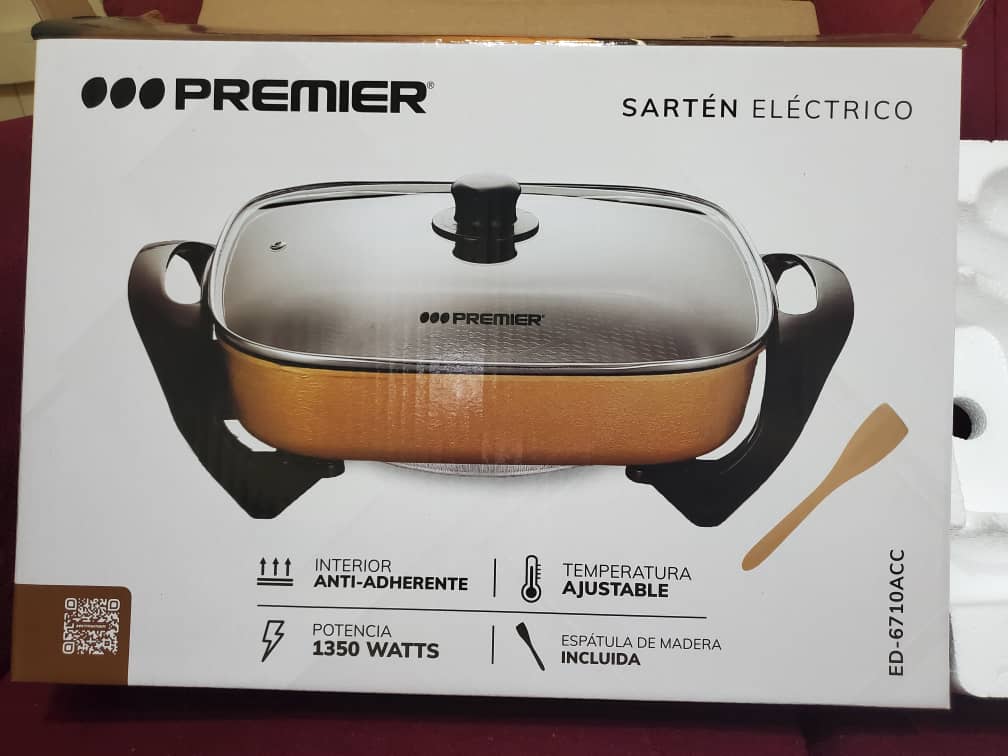 PREMIER®
SARTÉN ELÉCTRICO
PREMIER
INTERIOR
ANTI-ADHERENTE
TEMPERATURA
AJUSTABLE
POTENCIA
1350 WATTS
ESPÁTULA DE MADERA
INCLUIDA
ED-6710ACC